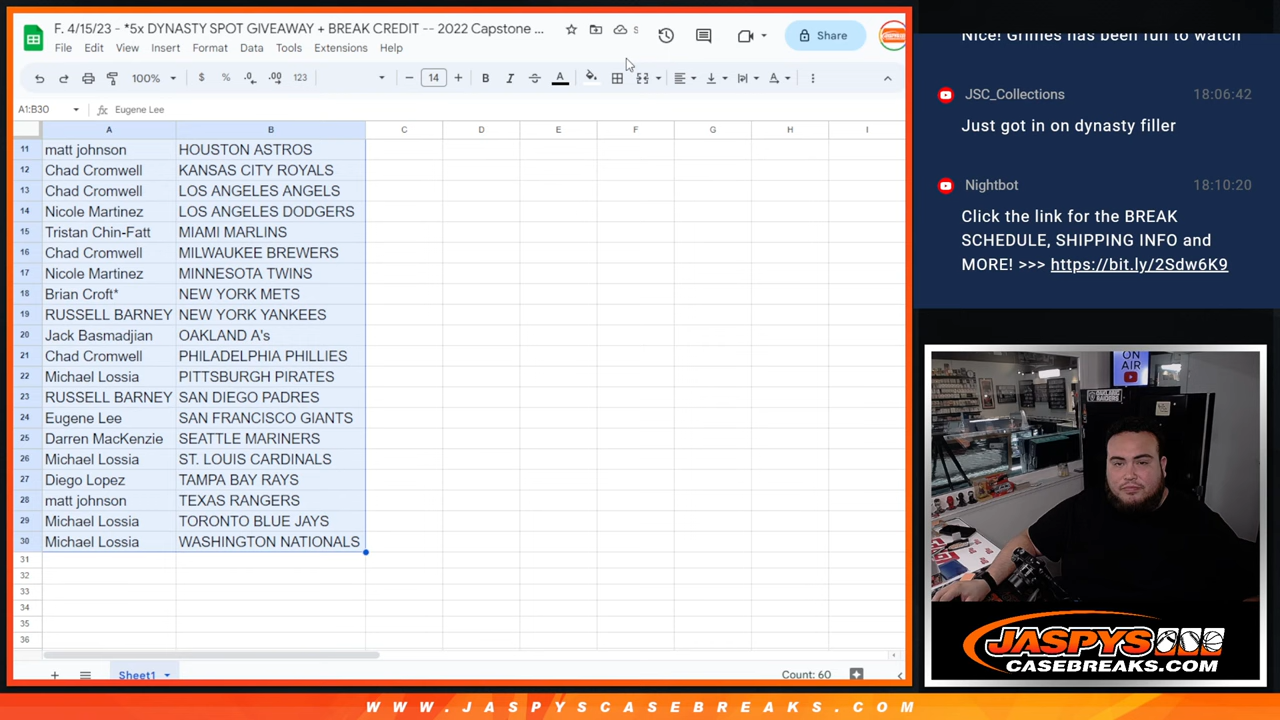 F. 4/15/23 - *5x DYNASTY SPOT GIVEAWAY + BREAK CREDIT -- 2022 Capstone ...
S
Share
File Edit View Insert Format Data Tools Extensions Help
100% $ % .0 .00 123 14 B I A
A1:B30 fx Eugene Lee
A B C D E F G H I
11 matt johnson HOUSTON ASTROS
12 Chad Cromwell KANSAS CITY ROYALS
13 Chad Cromwell LOS ANGELES ANGELS
14 Nicole Martinez LOS ANGELES DODGERS
15 Tristan Chin-Fatt MIAMI MARLINS
16 Chad Cromwell MILWAUKEE BREWERS
17 Nicole Martinez MINNESOTA TWINS
18 Brian Croft* NEW YORK METS
19 RUSSELL BARNEY NEW YORK YANKEES
20 Jack Basmadjian OAKLAND A's
21 Chad Cromwell PHILADELPHIA PHILLIES
22 Michael Lossia PITTSBURGH PIRATES
23 RUSSELL BARNEY SAN DIEGO PADRES
24 Eugene Lee SAN FRANCISCO GIANTS
25 Darren MacKenzie SEATTLE MARINERS
26 Michael Lossia ST. LOUIS CARDINALS
27 Diego Lopez TAMPA BAY RAYS
28 matt johnson TEXAS RANGERS
29 Michael Lossia TORONTO BLUE JAYS
30 Michael Lossia WASHINGTON NATIONALS
31
32
33
34
35
36
Sheet1
Count: 60
Nice! Grimes has been fun to watch
JSC_Collections 18:06:42
Just got in on dynasty filler
Nightbot 18:10:20
Click the link for the BREAK
SCHEDULE, SHIPPING INFO and
MORE! >>> https://bit.ly/2Sdw6K9
ON
AIR
JASPYS
CASEBREAKS.COM
WWW.JASPYSCASEBREAKS.COM